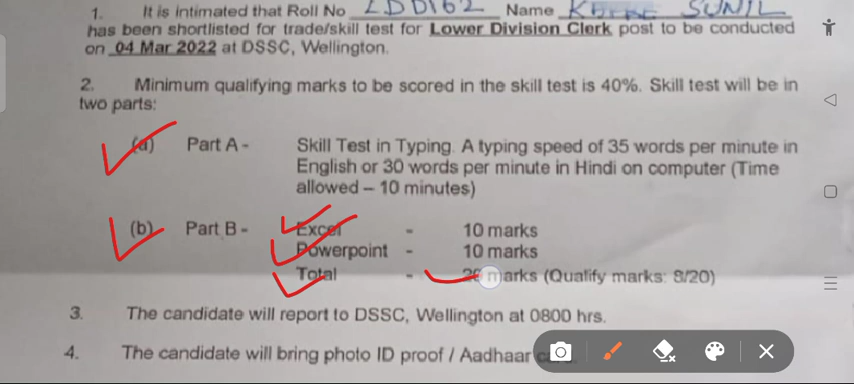 1. It is intimated that Roll No LDD162 Name SUNIL
has been shortlisted for trade/skill test for Lower Division Clerk post to be conducted
on 04 Mar 2022 at DSSC, Wellington.
2. Minimum qualifying marks to be scored in the skill test is 40%. Skill test will be in
two parts:
(a) Part A - Skill Test in Typing. A typing speed of 35 words per minute in
English or 30 words per minute in Hindi on computer (Time
allowed – 10 minutes)
(b) Part B - Excel - 10 marks
Powerpoint - 10 marks
Total - 20 marks (Qualify marks: 8/20)
3. The candidate will report to DSSC, Wellington at 0800 hrs.
4. The candidate will bring photo ID proof / Aadhaar